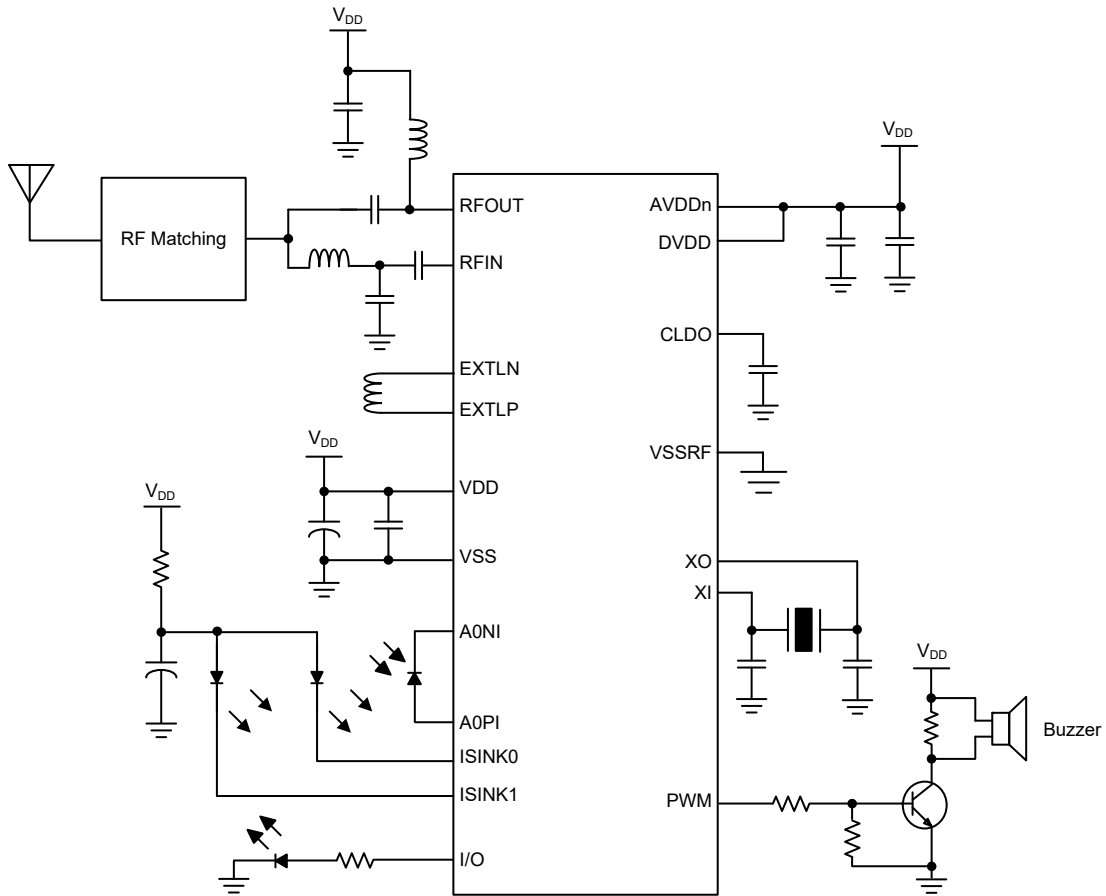 VDD
VDD
RFOUT
AVDDn
RF Matching
DVDD
RFIN
CLDO
EXTLN
EXTLP
VDD
VSSRF
VDD
VDD
VSS
XO
XI
A0NI
VDD
A0PI
Buzzer
ISINK0
ISINK1
PWM
I/O